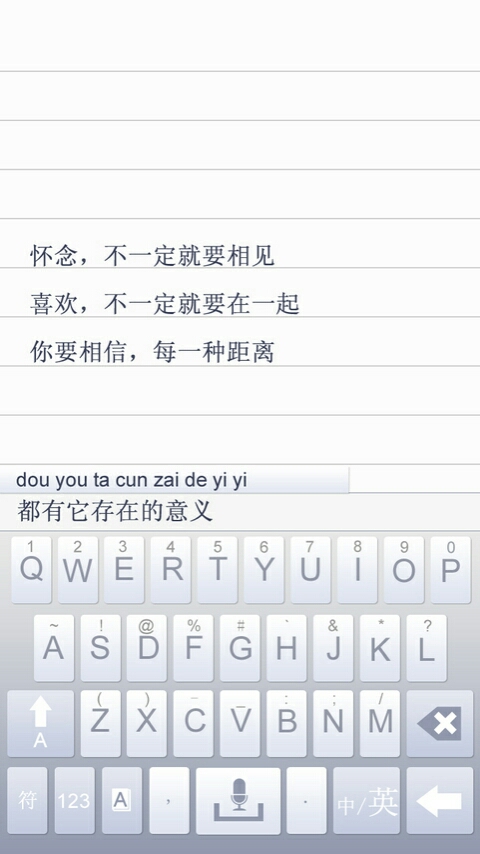 怀念，不一定就要相见
喜欢，不一定就要在一起
你要相信，每一种距离
dou you ta cun zai de yi yi
都有它存在的意义
1 2 3 4 5 6 7 8 9 0
Q W E R T Y U I O P
~ ! @ % # ` & * ?
A S D F G H J K L
( ) _ : ; /
A Z X C V B N M
符 123 A , . 中/英